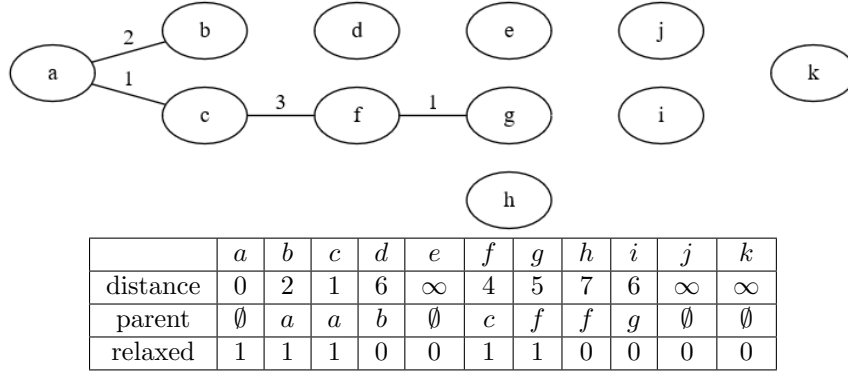 2 b d e j
a k
1 3 1
c f g i
h
a b c d e f g h i j k
distance 0 2 1 6 ∞ 4 5 7 6 ∞ ∞
parent ∅ a a b ∅ c f f g ∅ ∅
relaxed 1 1 1 0 0 1 1 0 0 0 0